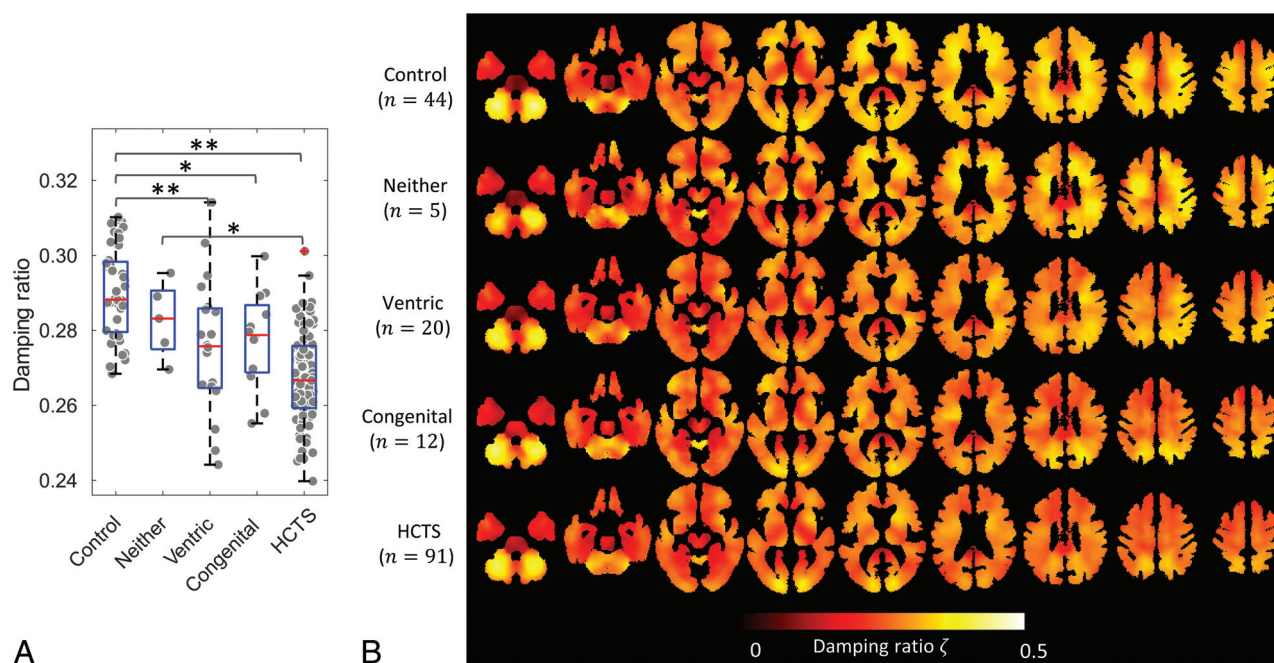 **
*
**
*
0.32
0.30
0.28
0.26
0.24
Damping ratio
Control
Neither
Ventric
Congenital
HCTS
A
Control
(n = 44)
Neither
(n = 5)
Ventric
(n = 20)
Congenital
(n = 12)
HCTS
(n = 91)
0
Damping ratio ζ
0.5
B